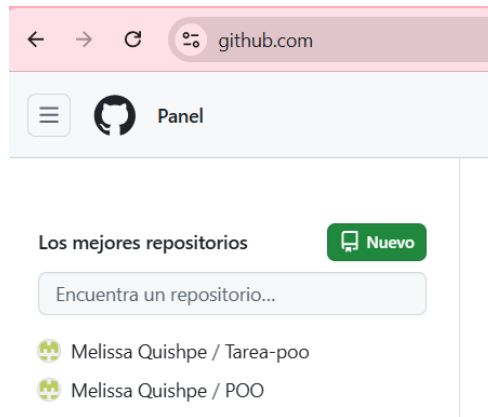 github.com
Panel
Los mejores repositorios
Nuevo
Encuentra un repositorio...
Melissa Quishpe / Tarea-poo
Melissa Quishpe / POO